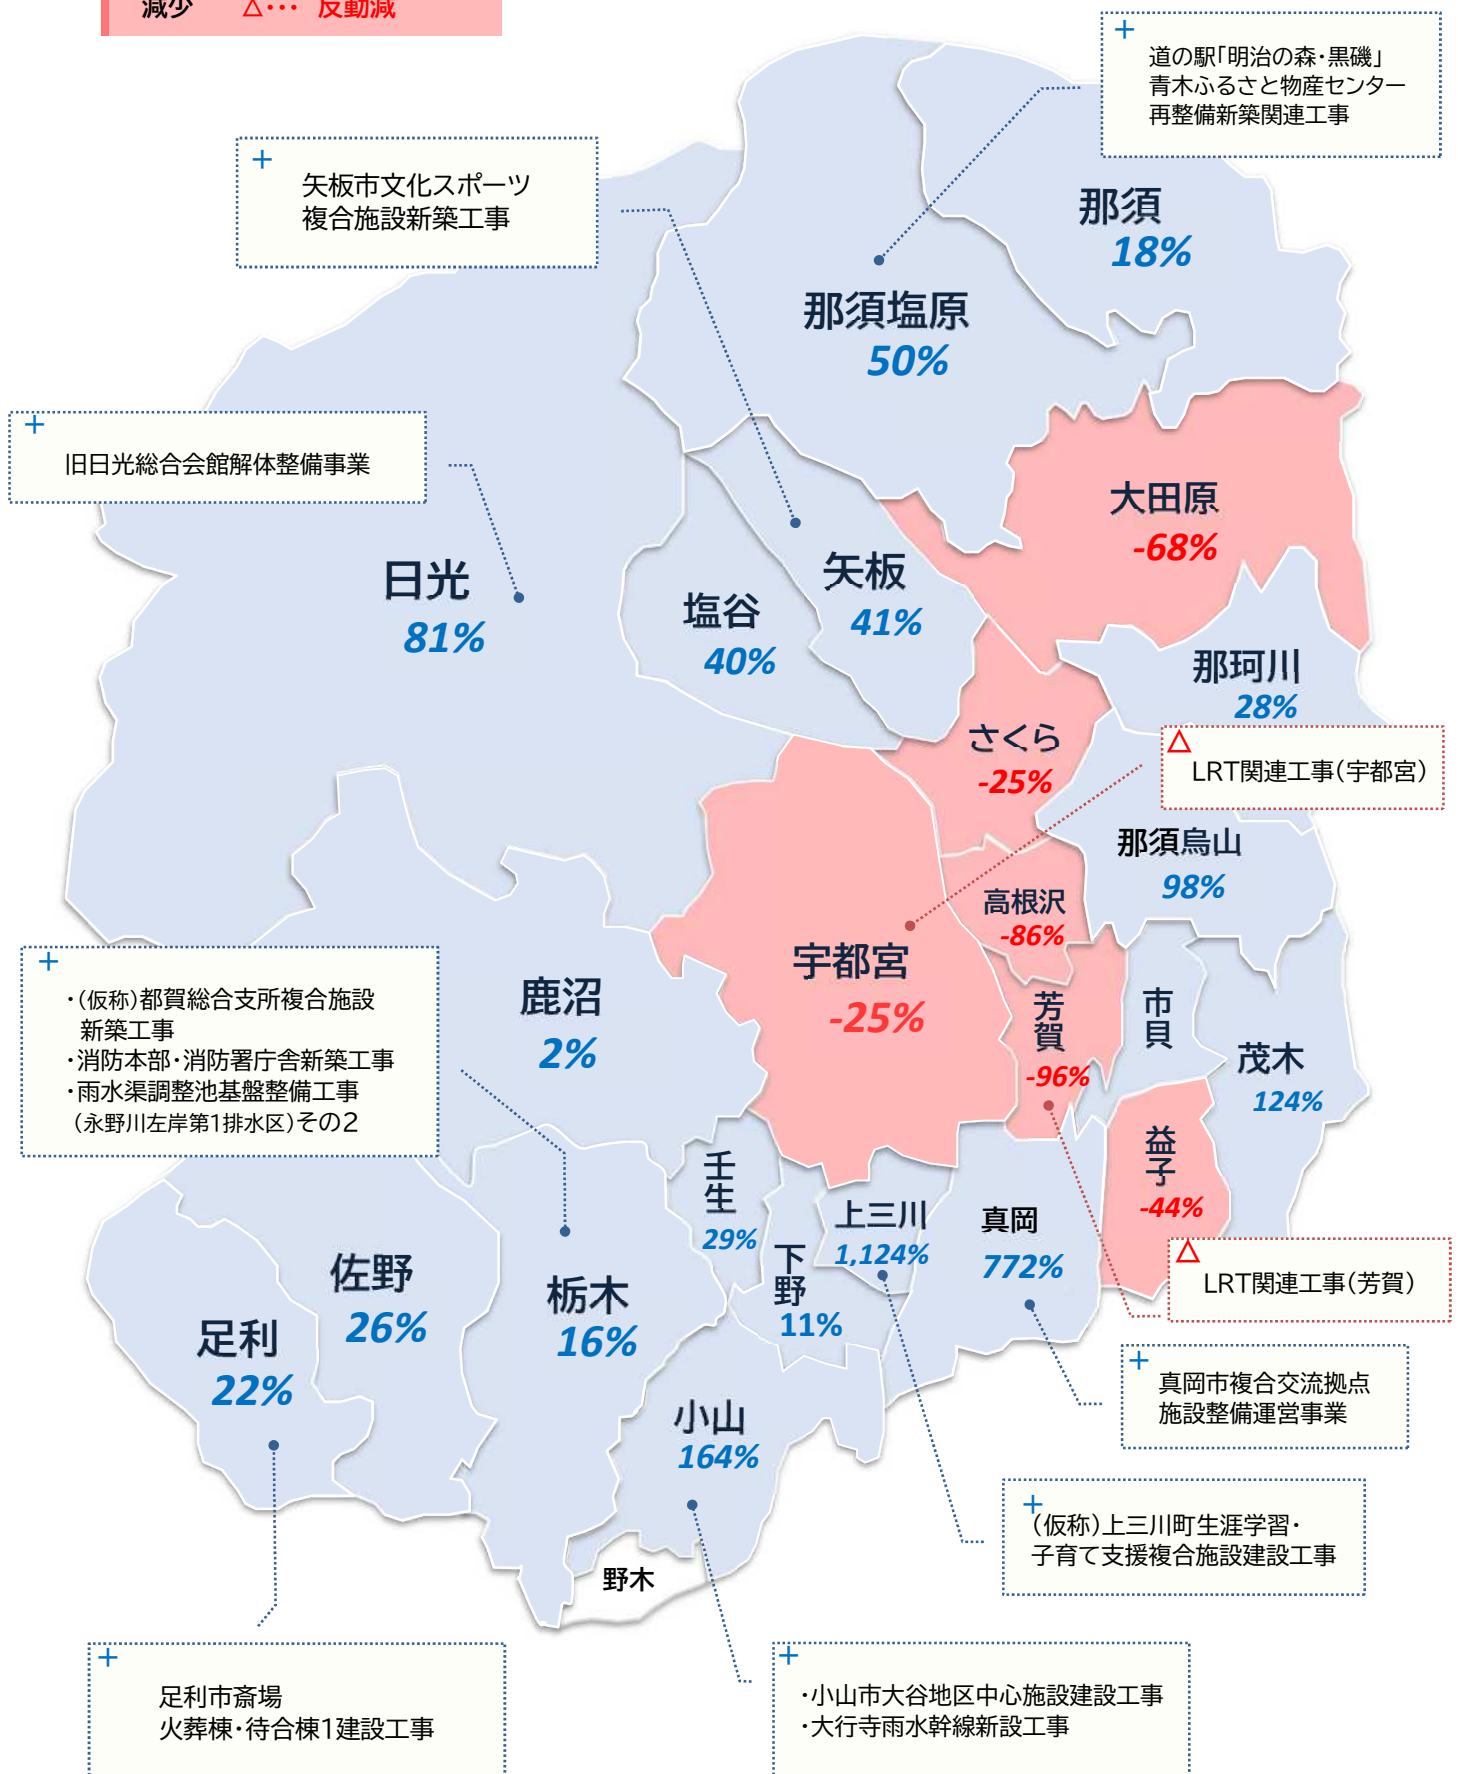 減少 △・・・ 反動減
+
道の駅「明治の森・黒磯」
青木ふるさと物産センター
再整備新築関連工事
+
矢板市文化スポーツ
複合施設新築工事
那須
18%
那須塩原
50%
+
旧日光総合会館解体整備事業
大田原
-68%
日光
81%
矢板
41%
塩谷
40%
那珂川
28%
さくら
-25%
△
LRT関連工事(宇都宮)
那須烏山
98%
高根沢
-86%
宇都宮
-25%
+
・(仮称)都賀総合支所複合施設
新築工事
・消防本部・消防署庁舎新築工事
・雨水渠調整池基盤整備工事
(永野川左岸第1排水区)その2
鹿沼
2%
芳賀
-96%
市貝
茂木
124%
益子
-44%
壬生
29%
上三川
1,124%
真岡
772%
下野
11%
△
LRT関連工事(芳賀)
佐野
26%
栃木
16%
足利
22%
+
真岡市複合交流拠点
施設整備運営事業
小山
164%
+
(仮称)上三川町生涯学習・
子育て支援複合施設建設工事
野木
+
足利市斎場
火葬棟・待合棟1建設工事
+
・小山市大谷地区中心施設建設工事
・大行寺雨水幹線新設工事